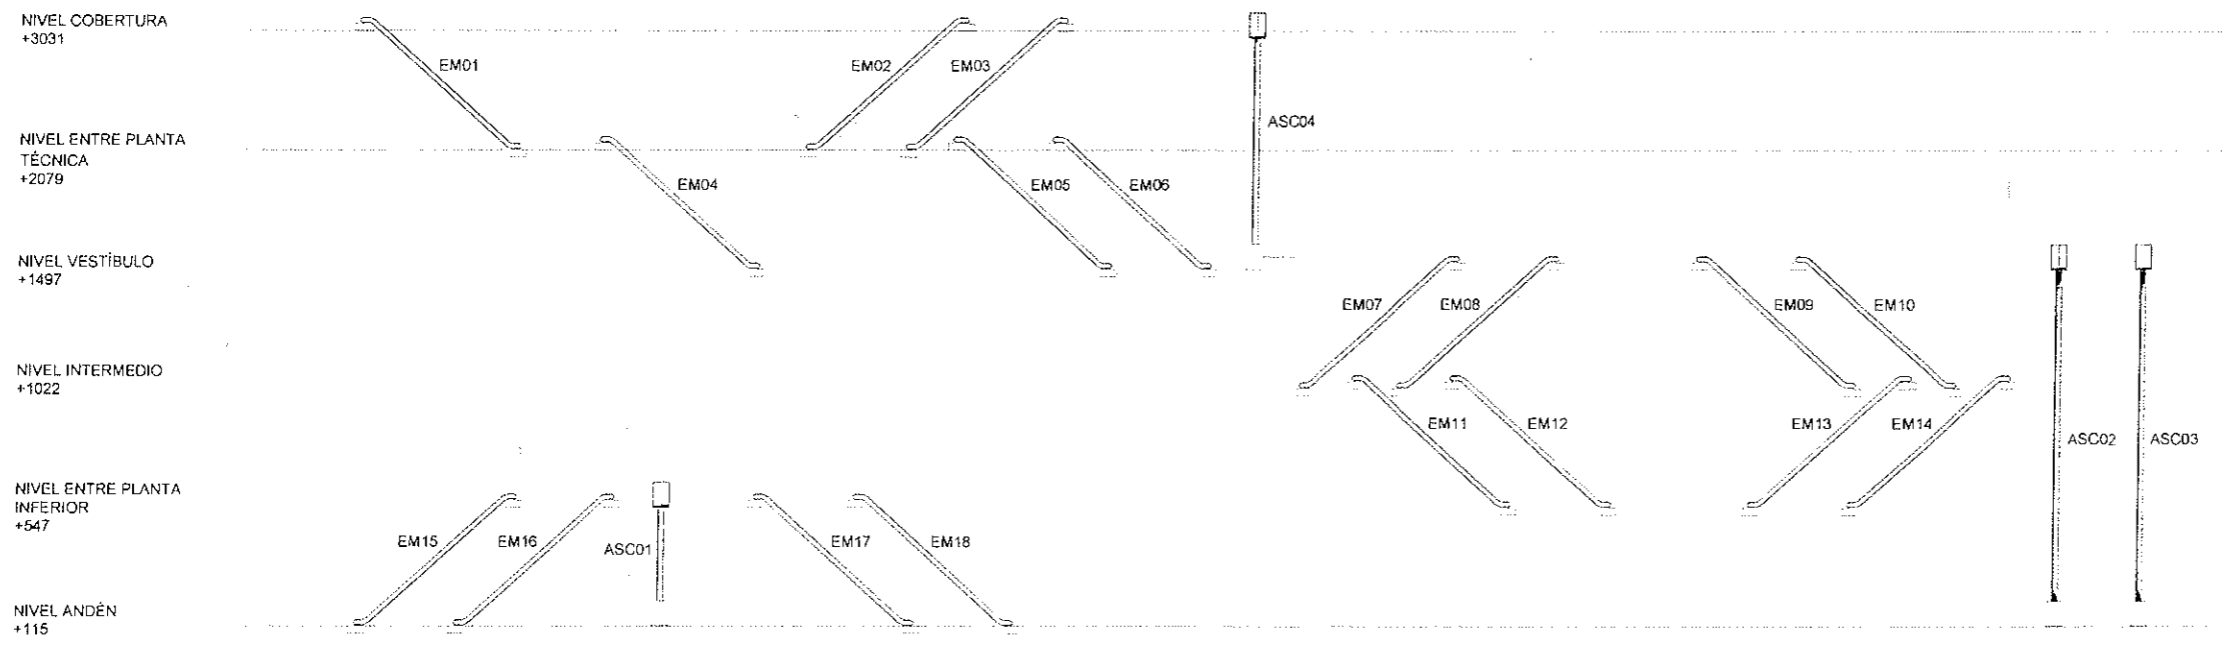 NIVEL COBERTURA
+3031
EM01
EM02
EM03
ASC04
NIVEL ENTRE PLANTA
TÉCNICA
+2079
EM04
EM05
EM06
NIVEL VESTÍBULO
+1497
EM07
EM08
EM09
EM10
NIVEL INTERMEDIO
+1022
EM11
EM12
EM13
EM14
ASC02
ASC03
NIVEL ENTRE PLANTA
INFERIOR
+547
EM15
EM16
ASC01
EM17
EM18
NIVEL ANDÉN
+115